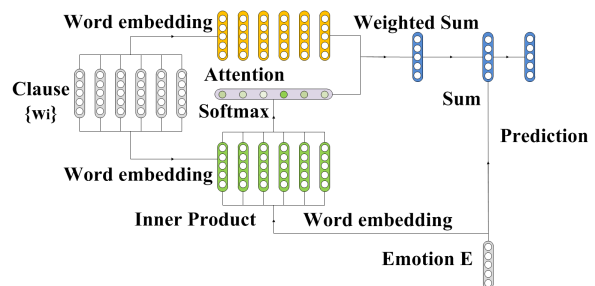 Word embedding
Weighted Sum
Clause
{wi}
Attention
Softmax
Sum
Prediction
Word embedding
Inner Product
Word embedding
Emotion E